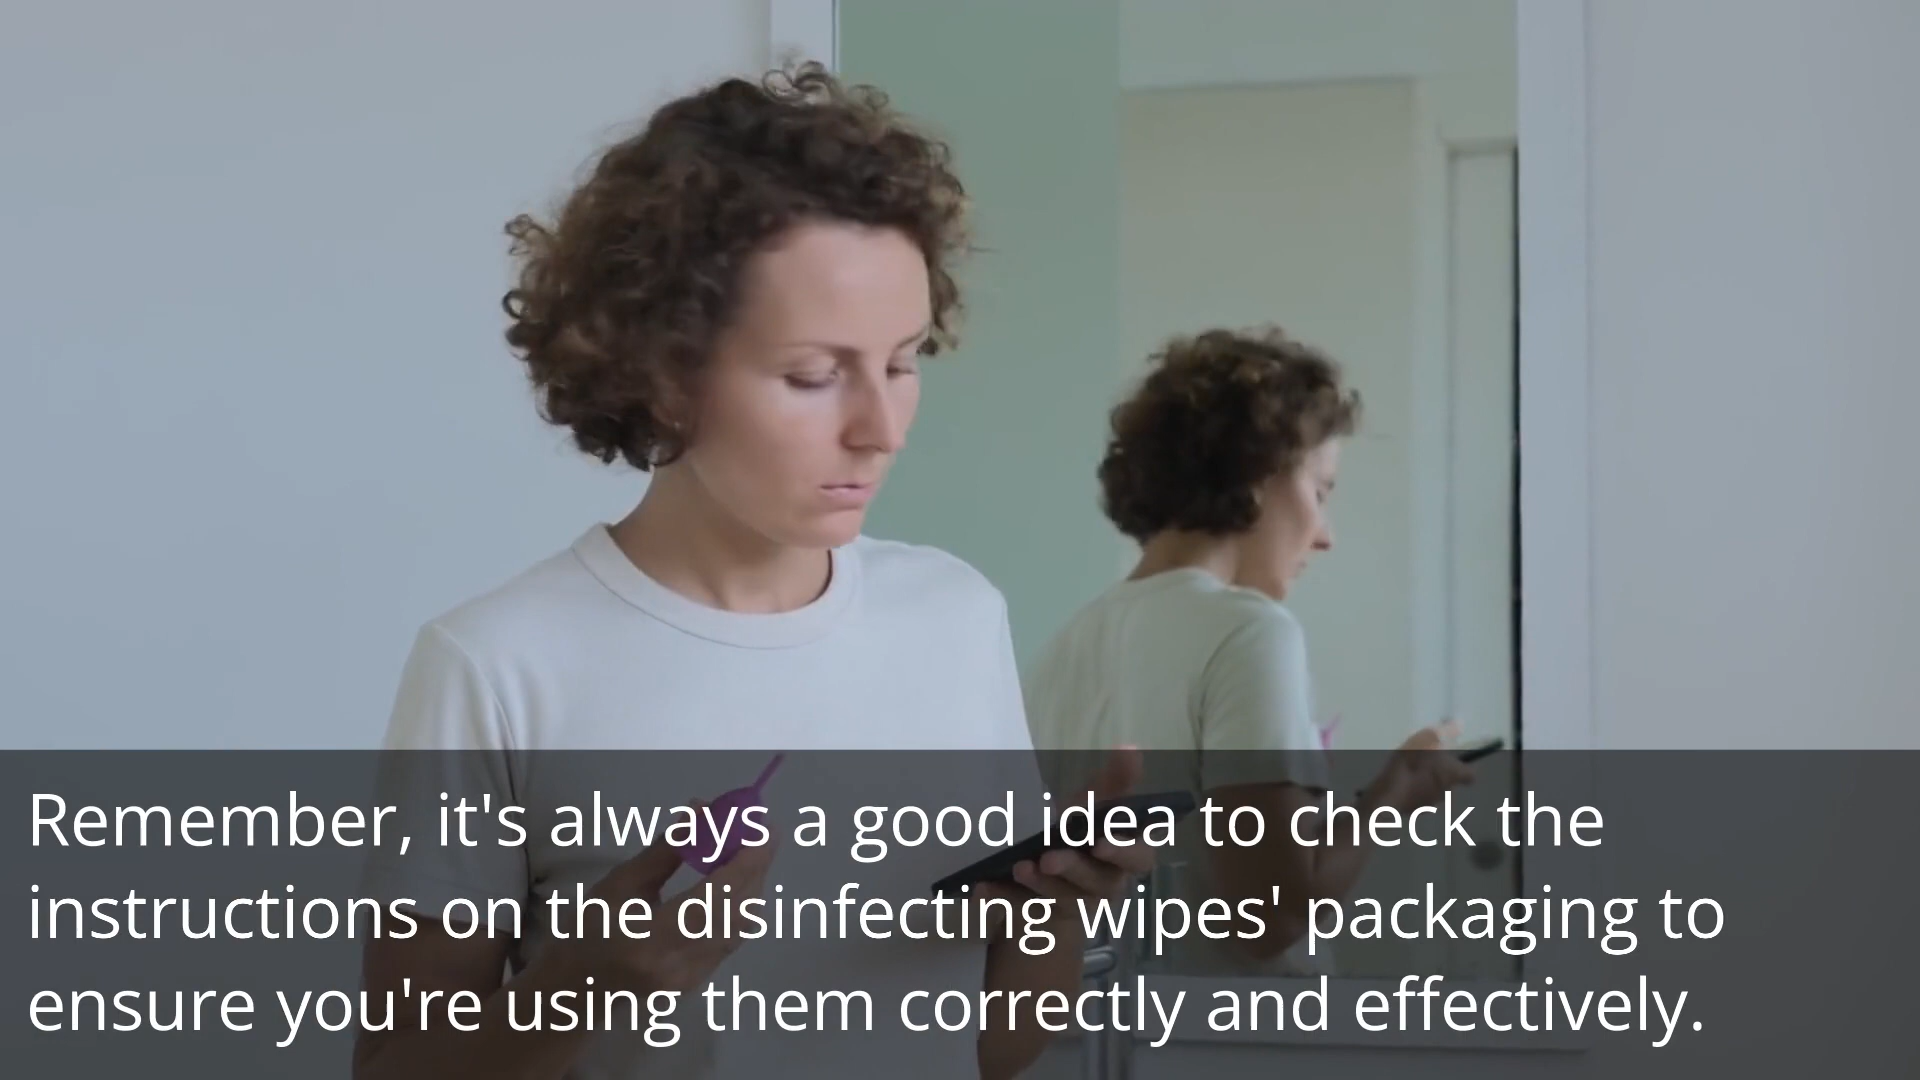 Remember, it's always a good idea to check the
instructions on the disinfecting wipes' packaging to
ensure you're using them correctly and effectively.